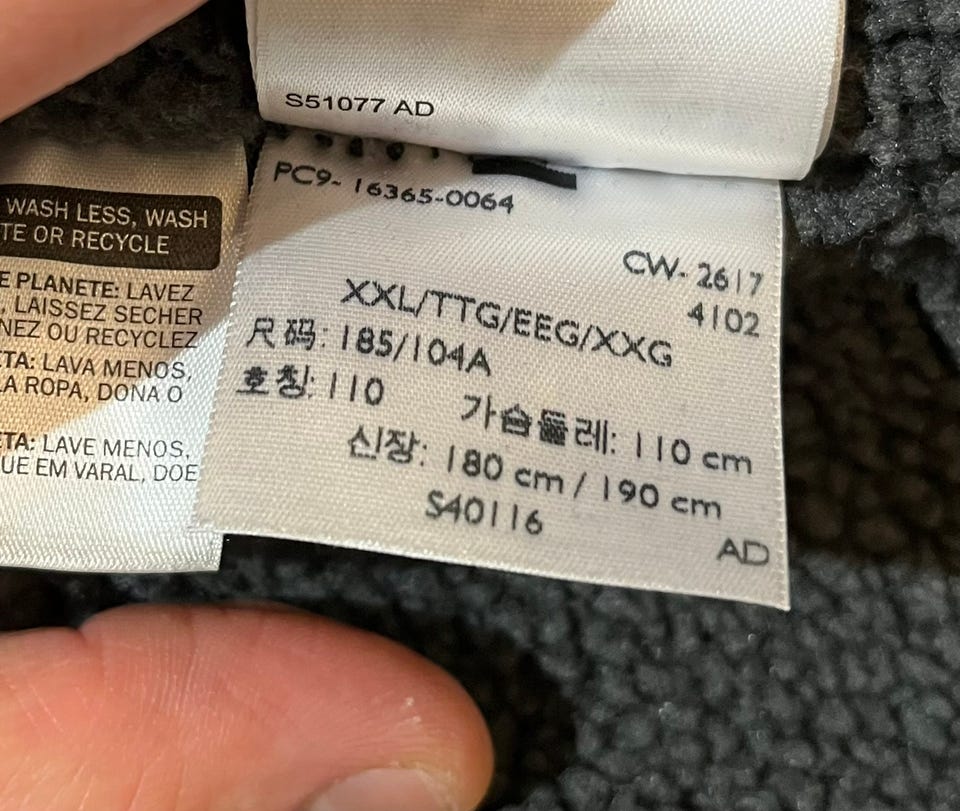 S51077 AD
WASH LESS, WASH
TE OR RECYCLE
E PLANETE: LAVEZ
, LAISSEZ SECHER
NEZ OU RECYCLEZ
TA: LAVA MENOS,
LA ROPA, DONA O
TA: LAVE MENOS,
UE EM VARAL, DOE
PC9- 16365-0064
CW- 2617
4102
XXL/TTG/EEG/XXG
尺码: 185/104A
호칭: 110 가슴둘레: 110 cm
신장: 180 cm / 190 cm
S40116
AD